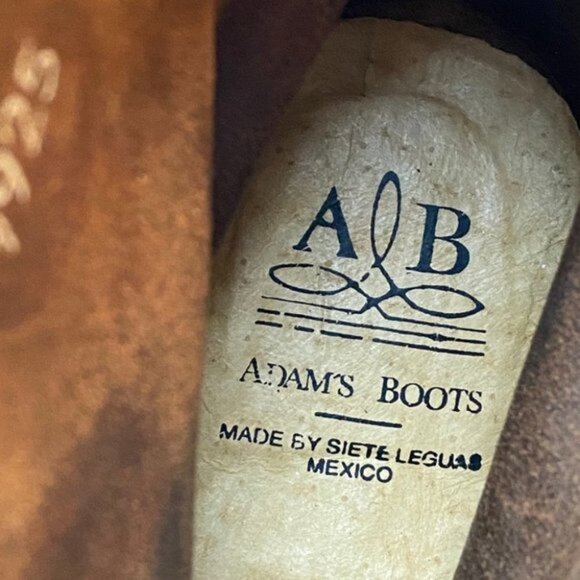 A B
ADAM'S BOOTS
MADE BY SIETE LEGUAS
MEXICO